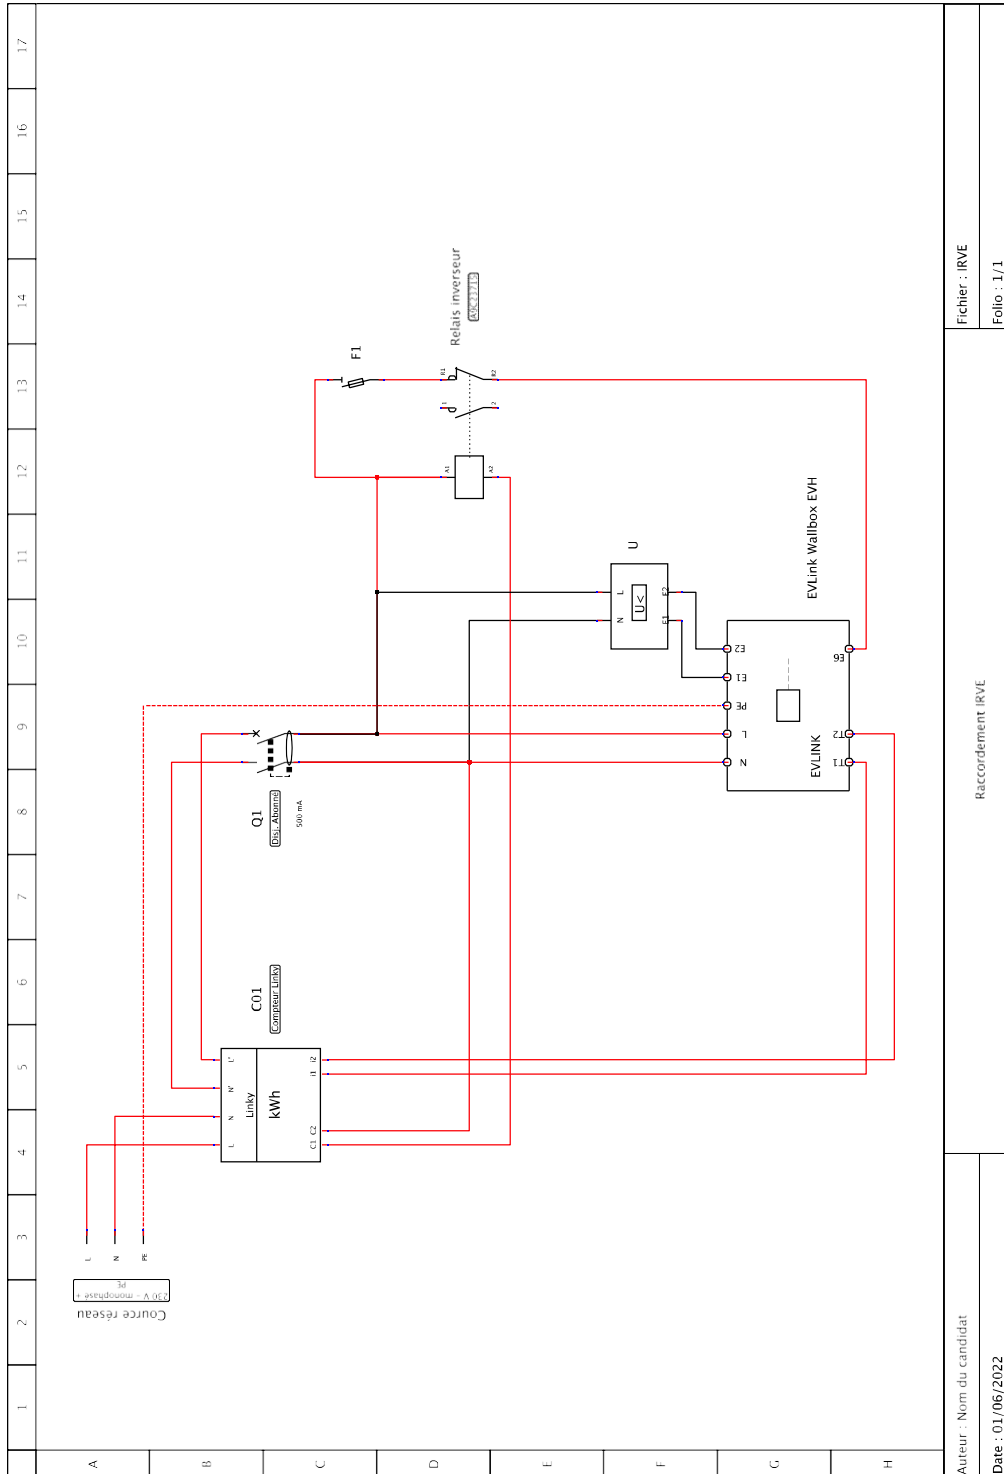 17
16
15
14
13
12
11
10
9
8
7
6
5
4
3
2
1
A
B
C
D
E
F
G
H
Relais inverseur
A9C23715
F1
R1
R2
1
2
A1
A2
U
L
N
U<
E2
E1
EVLink Wallbox EVH
E2
E1
PE
L
N
E6
T2
T1
EVLINK
Q1
Disj. Abonné
500 mA
C01
Compteur Linky
L'
N'
N
L
Linky
kWh
i2
i1
C2
C1
L
N
PE
Cource réseau
230 V - monophasé +
PE
Auteur : Nom du candidat
Date : 01/06/2022
Raccordement IRVE
Fichier : IRVE
Folio : 1/1